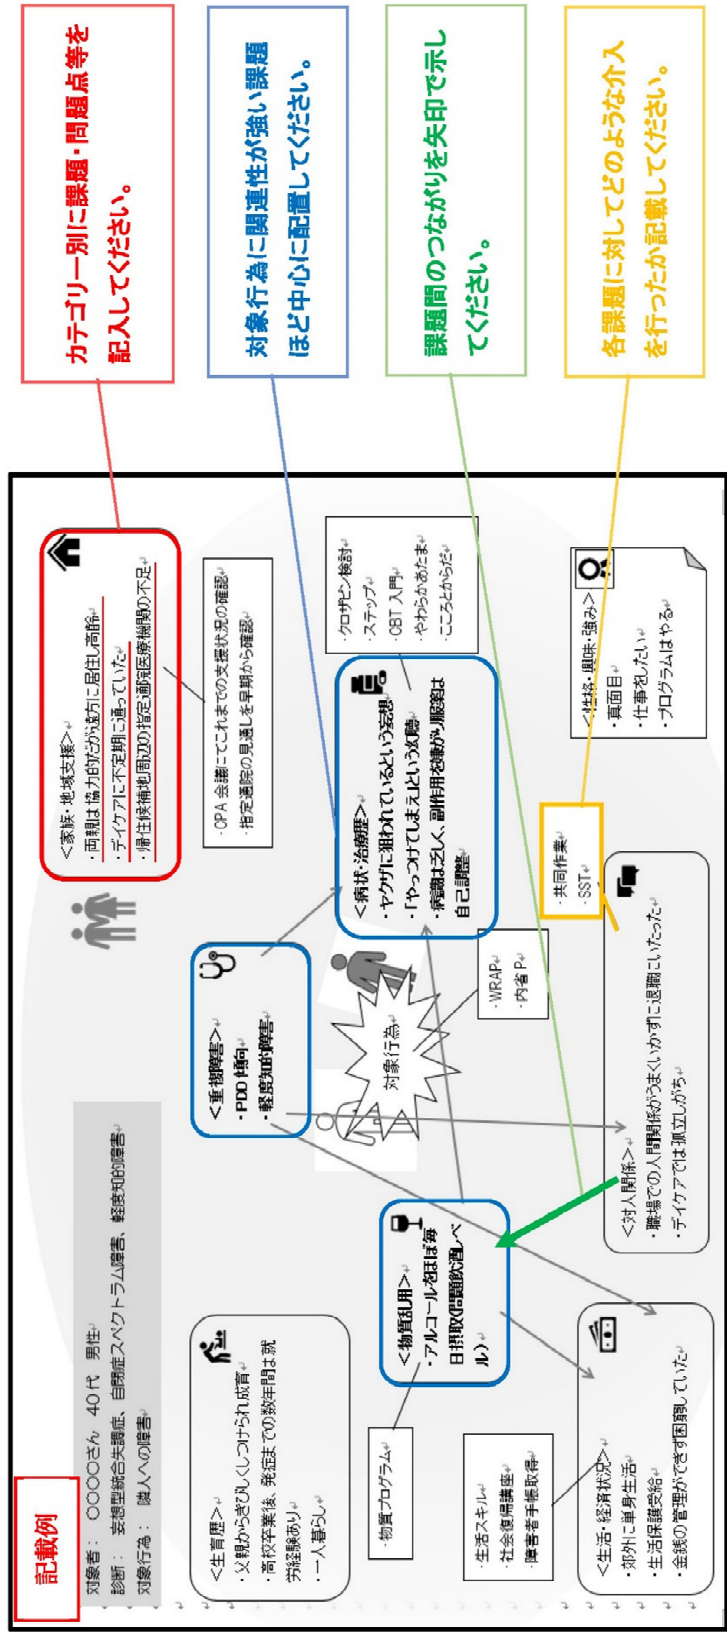 記載例
対象者： 〇〇〇〇さん 40代 男性
診断： 妄想型統合失調症、自閉症スペクトラム障害、軽度知的障害
対象行為： 隣人への障害
＜生育歴＞
・父親からきびしくしつけられ成育
・高校卒業後、発症までの数年間は就
労経験あり
・一人暮らし
＜重複障害＞
・PDD傾向
・軽度知的障害
＜家族・地域支援＞
・両親は協力的だが遠方に居住し高齢
・デイケアに不定期に通っていた
・帰住候補地周辺の指定通院医療機関の不足
・CPA会議にてこれまでの支援状況の確認
・指定通院の見通しを早期から確認
・物質プログラム
＜物質乱用＞
・アルコールをほぼ毎
日摂取(問題飲酒レベ
ル）
対象行為
・WRAP
・内省P
＜病状・治療歴＞
・ヤクザに狙われているという妄想
・「やっつけてしまえ」という幻聴
・病識は乏しく、副作用を嫌がり服薬は
自己調整
・クロザピン検討
・ステップ
・CBT入門
・やわらかあたま
・こころとからだ
・生活スキル
・社会復帰講座
・障害者手帳取得
＜生活・経済状況＞
・郊外に単身生活
・生活保護受給
・金銭の管理ができず困窮していた
＜対人関係＞
・職場での人間関係がうまくいかずに退職にいたった
・デイケアでは孤立しがち
・共同作業
・SST
＜性格・興味・強み＞
・真面目
・仕事をしたい
・プログラムはやる
カテゴリー別に課題・問題点等を
記入してください。
対象行為に関連性が強い課題
ほど中心に配置してください。
課題間のつながりを矢印で示し
てください。
各課題に対してどのような介入
を行ったか記載してください。